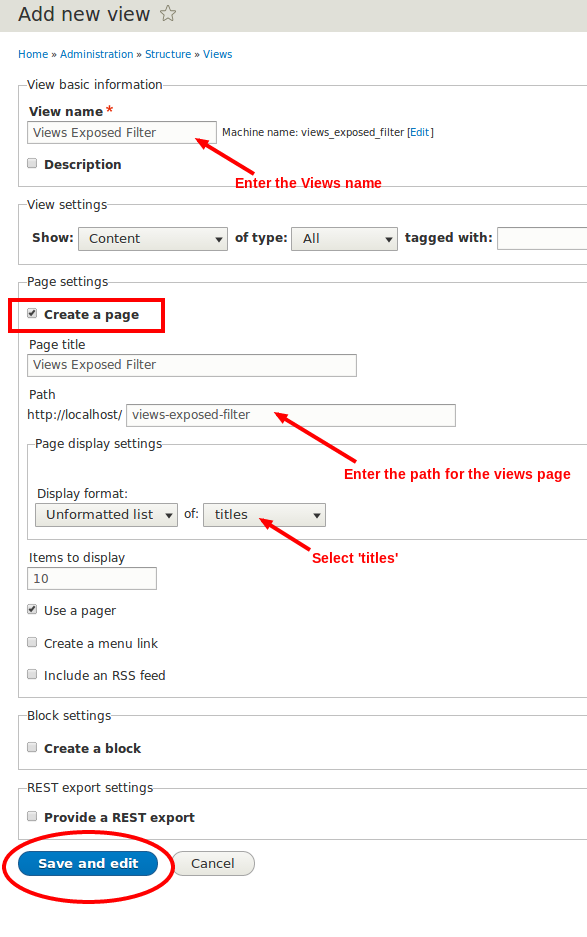 Add new view
Home » Administration » Structure » Views
View basic information
View name *
Views Exposed Filter
Machine name: views_exposed_filter [Edit]
Description
Enter the Views name
View settings
Show: Content of type: All tagged with:
Page settings
Create a page
Page title
Views Exposed Filter
Path
http://localhost/ views-exposed-filter
Page display settings
Enter the path for the views page
Display format:
Unformatted list of: titles
Select 'titles'
Items to display
10
Use a pager
Create a menu link
Include an RSS feed
Block settings
Create a block
REST export settings
Provide a REST export
Save and edit Cancel